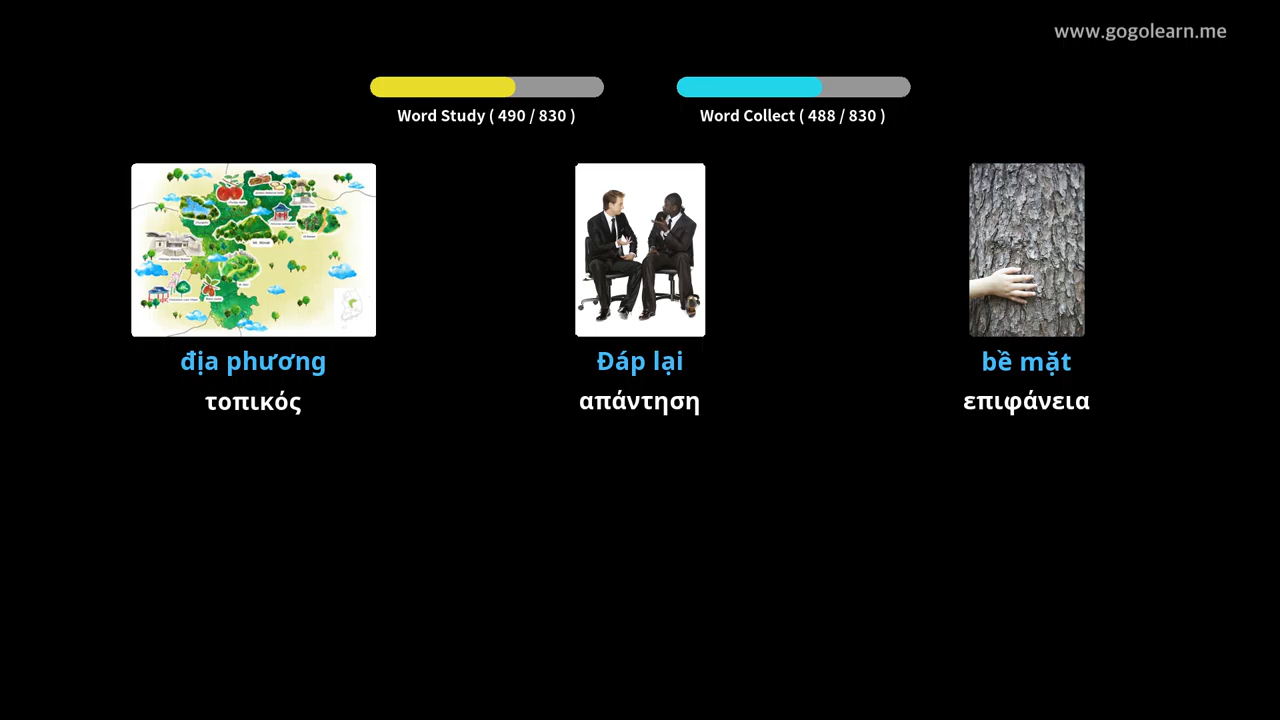 www.gogolearn.me
Word Study ( 490 / 830 )
Word Collect ( 488 / 830 )
địa phương
Đáp lại
bề mặt
τοπικός
απάντηση
επιφάνεια